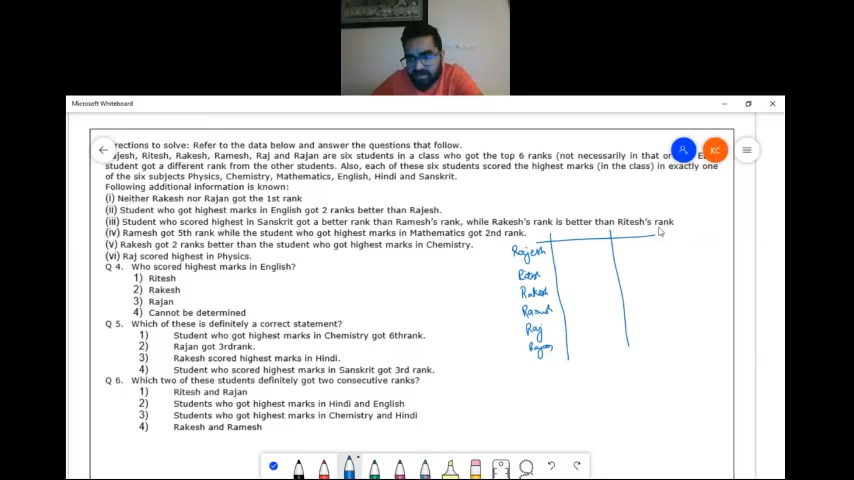 Microsoft Whiteboard
rections to solve: Refer to the data below and answer the questions that follow.
jesh, Ritesh, Rakesh, Ramesh, Raj and Rajan are six students in a class who got the top 6 ranks (not necessarily in that or
student got a different rank from the other students. Also, each of these six students scored the highest marks (in the class) in exactly one
of the six subjects Physics, Chemistry, Mathematics, English, Hindi and Sanskrit.
Following additional information is known:
(i) Neither Rakesh nor Rajan got the 1st rank
(ii) Student who got highest marks in English got 2 ranks better than Rajesh.
(iii) Student who scored highest in Sanskrit got a better rank than Ramesh's rank, while Rakesh's rank is better than Ritesh's rank
(iv) Ramesh got 5th rank while the student who got highest marks in Mathematics got 2nd rank.
(v) Rakesh got 2 ranks better than the student who got highest marks in Chemistry.
(vi) Raj scored highest in Physics.
Q 4. Who scored highest marks in English?
1) Ritesh
2) Rakesh
3) Rajan
4) Cannot be determined
Q 5. Which of these is definitely a correct statement?
1) Student who got highest marks in Chemistry got 6thrank.
2) Rajan got 3rdrank.
3) Rakesh scored highest marks in Hindi.
4) Student who scored highest marks in Sanskrit got 3rd rank.
Q 6. Which two of these students definitely got two consecutive ranks?
1) Ritesh and Rajan
2) Students who got highest marks in Hindi and English
3) Students who got highest marks in Chemistry and Hindi
4) Rakesh and Ramesh
KC
Rajesh
Ritesh
Rakesh
Ramesh
Raj
Rajan